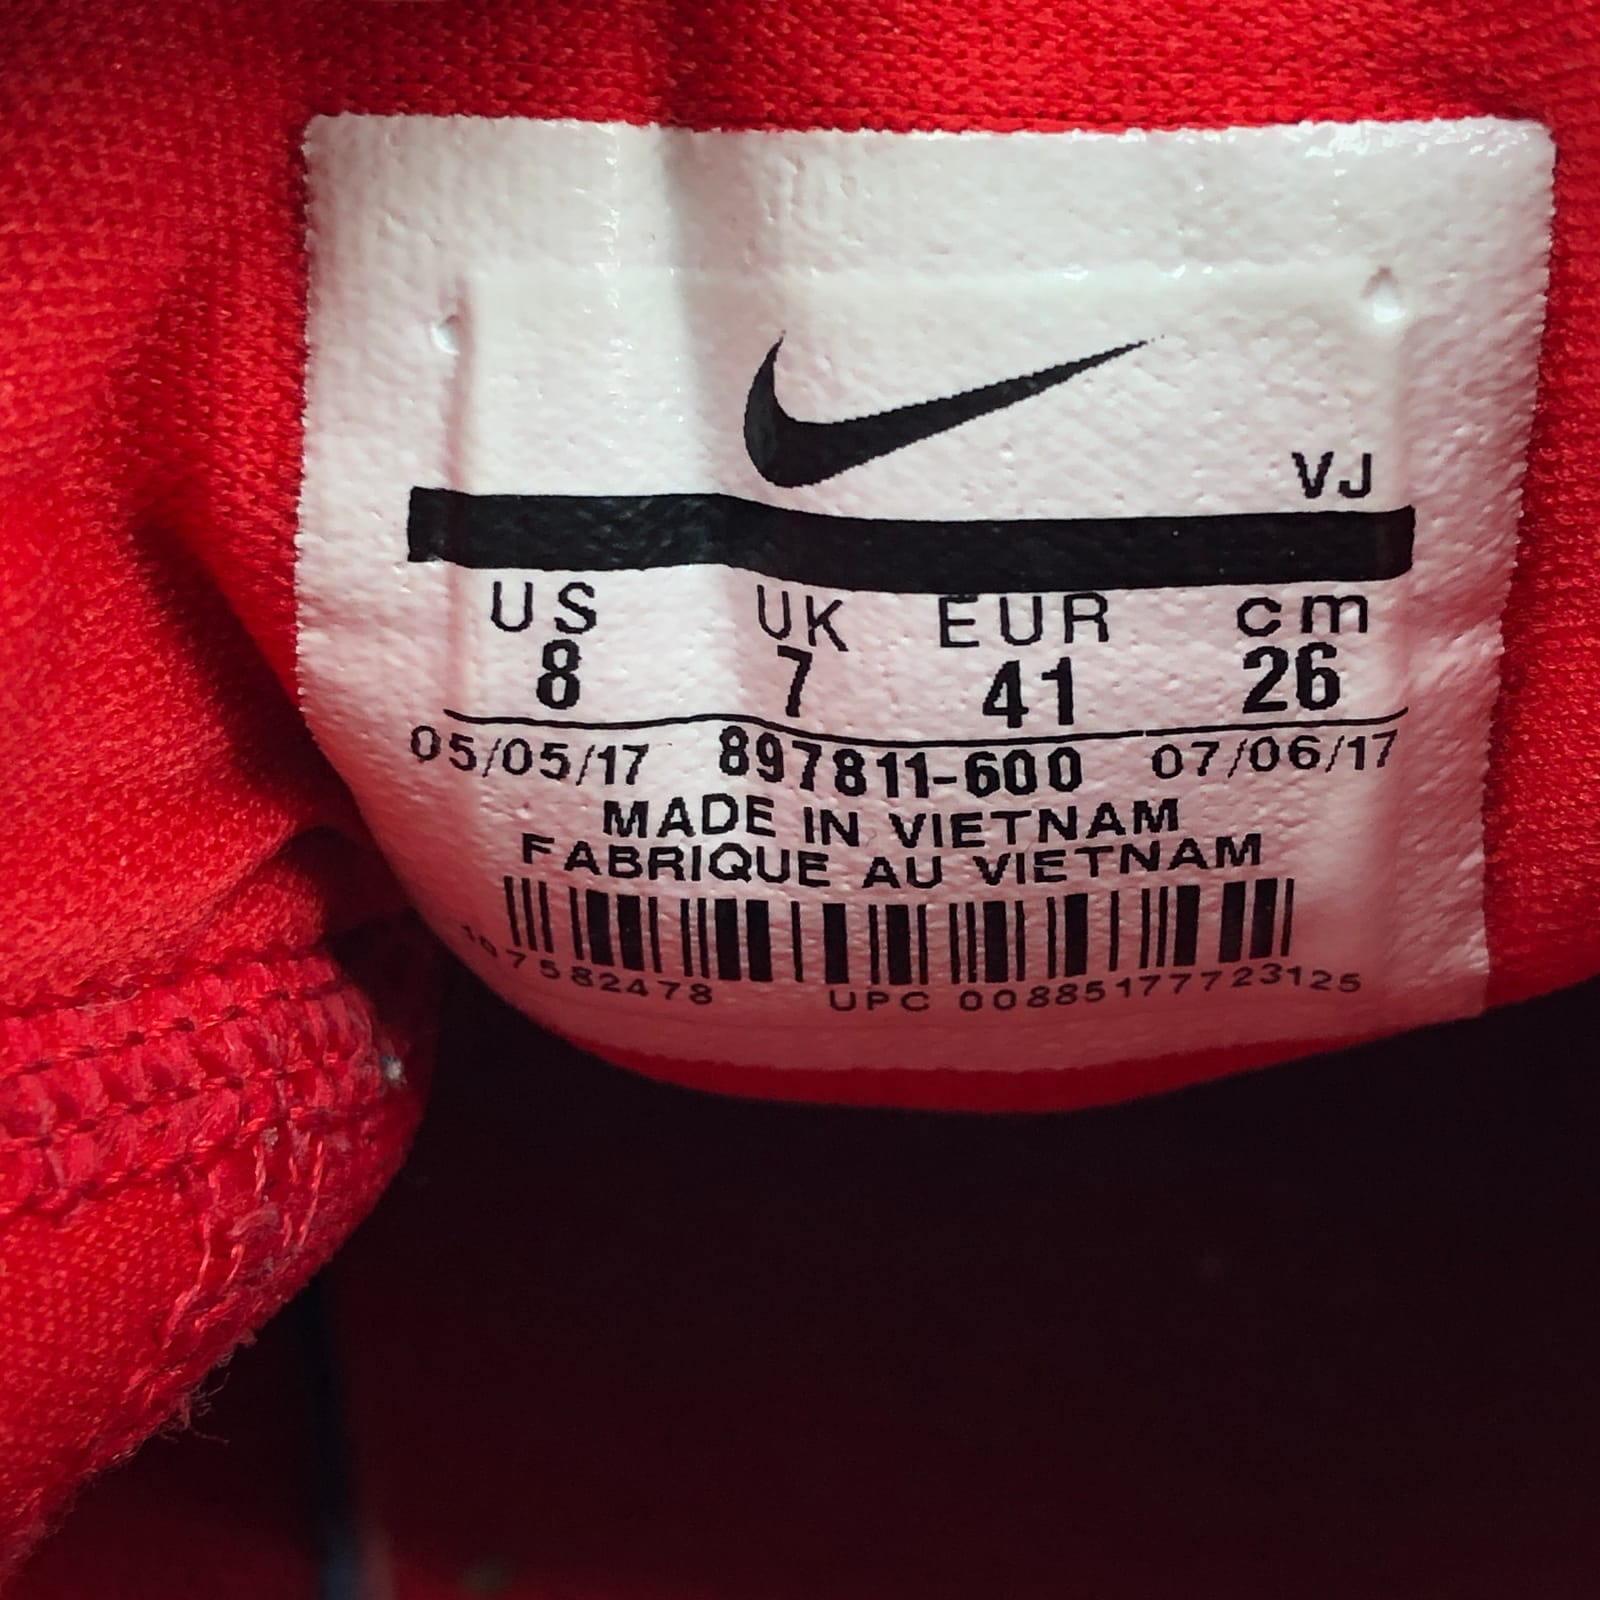 VJ
US UK EUR cm
8 7 41 26
05/05/17 897811-600 07/06/17
MADE IN VIETNAM
FABRIQUE AU VIETNAM
107582478 UPC 00885177723125